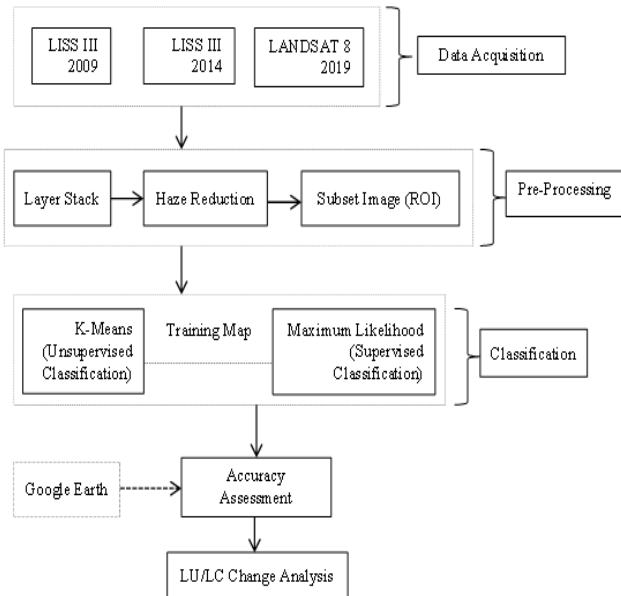 LISS III
2009
LISS III
2014
LANDSAT 8
2019
Data Acquisition
Layer Stack
Haze Reduction
Subset Image (ROI)
Pre-Processing
K-Means
(Unsupervised
Classification)
Training Map
Maximum Likelihood
(Supervised
Classification)
Classification
Google Earth
Accuracy
Assessment
LU/LC Change Analysis